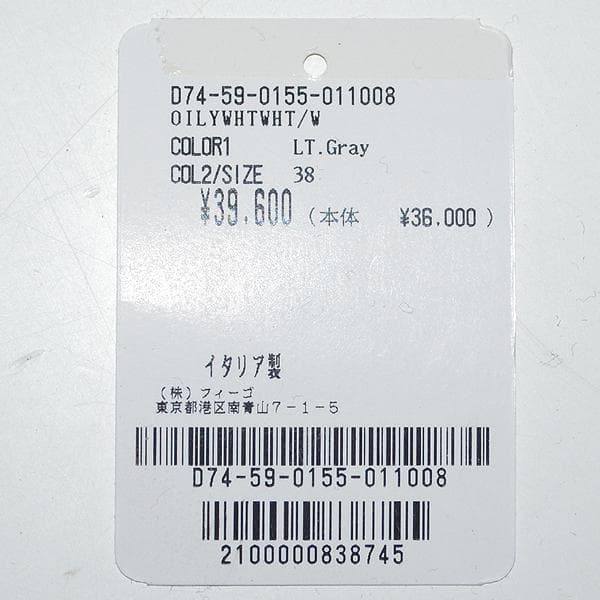 D74-59-0155-011008
OILYWHTWHT/W
COLOR1 LT.Gray
COL2/SIZE 38
¥39,600 (本体 ¥36,000)
イタリア製
(株)フィーゴ
東京都港区南青山7-1-5
D74-59-0155-011008
2100000838745